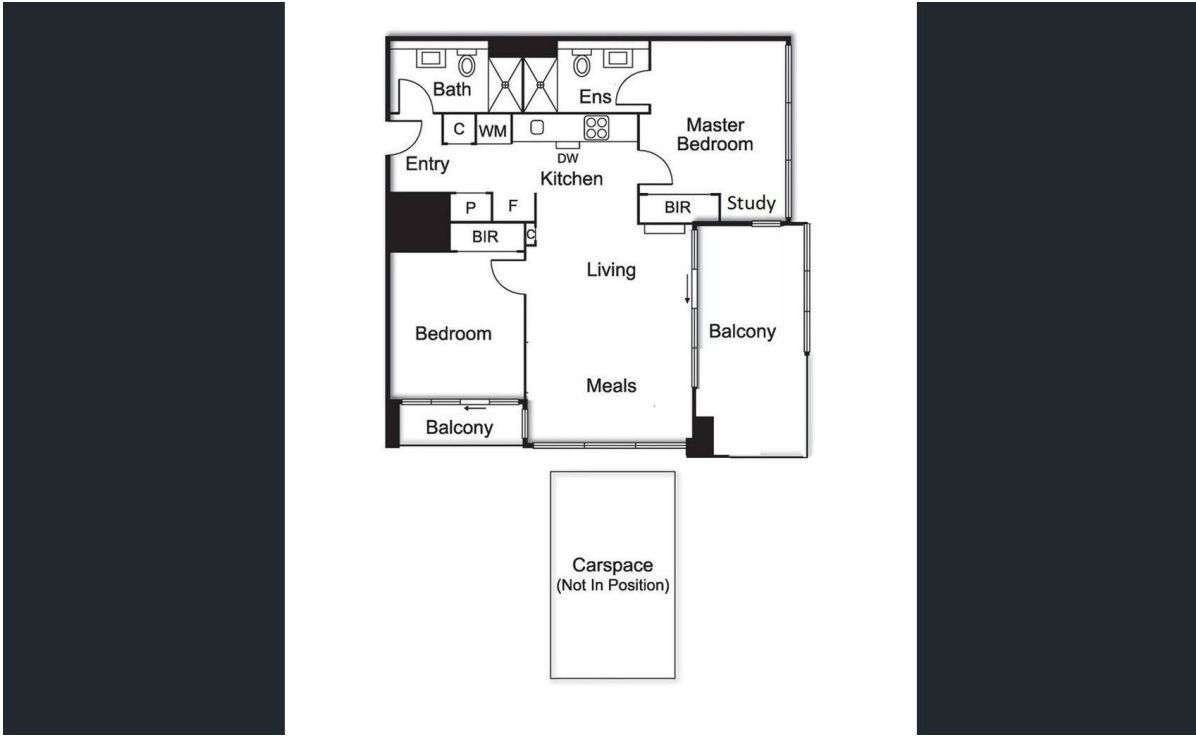 Bath
Ens
C
WM
Master
Bedroom
Entry
DW
Kitchen
P
F
BIR
Study
BIR
C
Living
Bedroom
Balcony
Meals
Balcony
Carspace
(Not In Position)